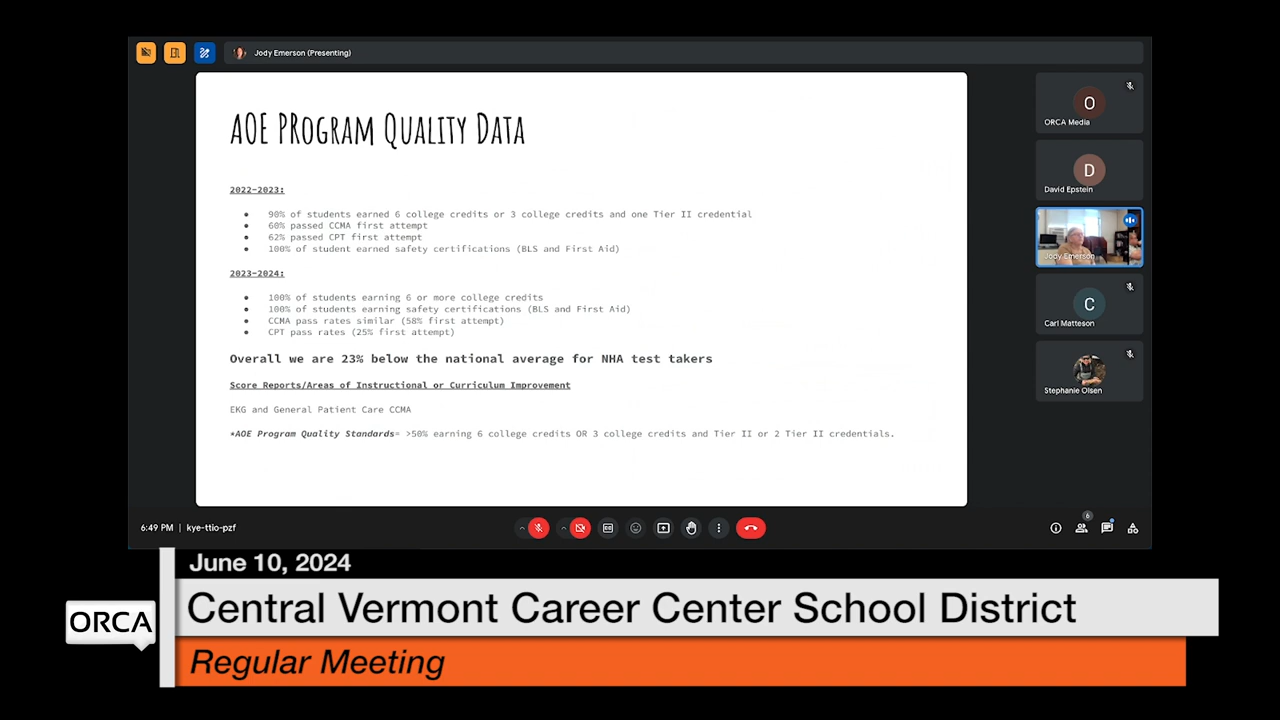 Jody Emerson (Presenting)
AOE PROGRAM QUALITY DATA
2022-2023:
● 90% of students earned 6 college credits or 3 college credits and one Tier II credential
● 60% passed CCMA first attempt
● 62% passed CPT first attempt
● 100% of student earned safety certifications (BLS and First Aid)
2023-2024:
● 100% of students earning 6 or more college credits
● 100% of students earning safety certifications (BLS and First Aid)
● CCMA pass rates similar (58% first attempt)
● CPT pass rates (25% first attempt)
Overall we are 23% below the national average for NHA test takers
Score Reports/Areas of Instructional or Curriculum Improvement
EKG and General Patient Care CCMA
*AOE Program Quality Standards= >50% earning 6 college credits OR 3 college credits and Tier II or 2 Tier II credentials.
O
ORCA Media
D
David Epstein
Jody Emerson
C
Carl Matteson
Stephanie Olsen
6:49 PM | kye-ttio-pzf
6
June 10, 2024
ORCA
Central Vermont Career Center School District
Regular Meeting